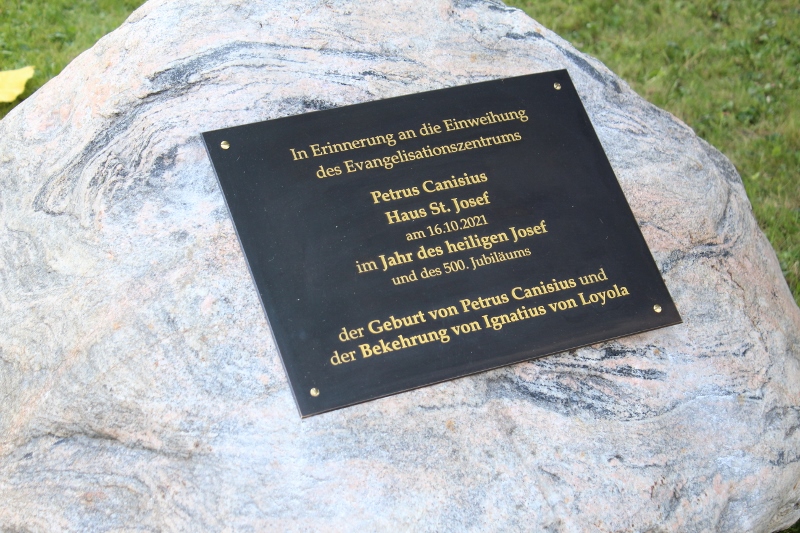 In Erinnerung an die Einweihung
des Evangelisationszentrums
Petrus Canisius
Haus St. Josef
am 16.10.2021
im Jahr des heiligen Josef
und des 500. Jubiläums
der Geburt von Petrus Canisius und
der Bekehrung von Ignatius von Loyola